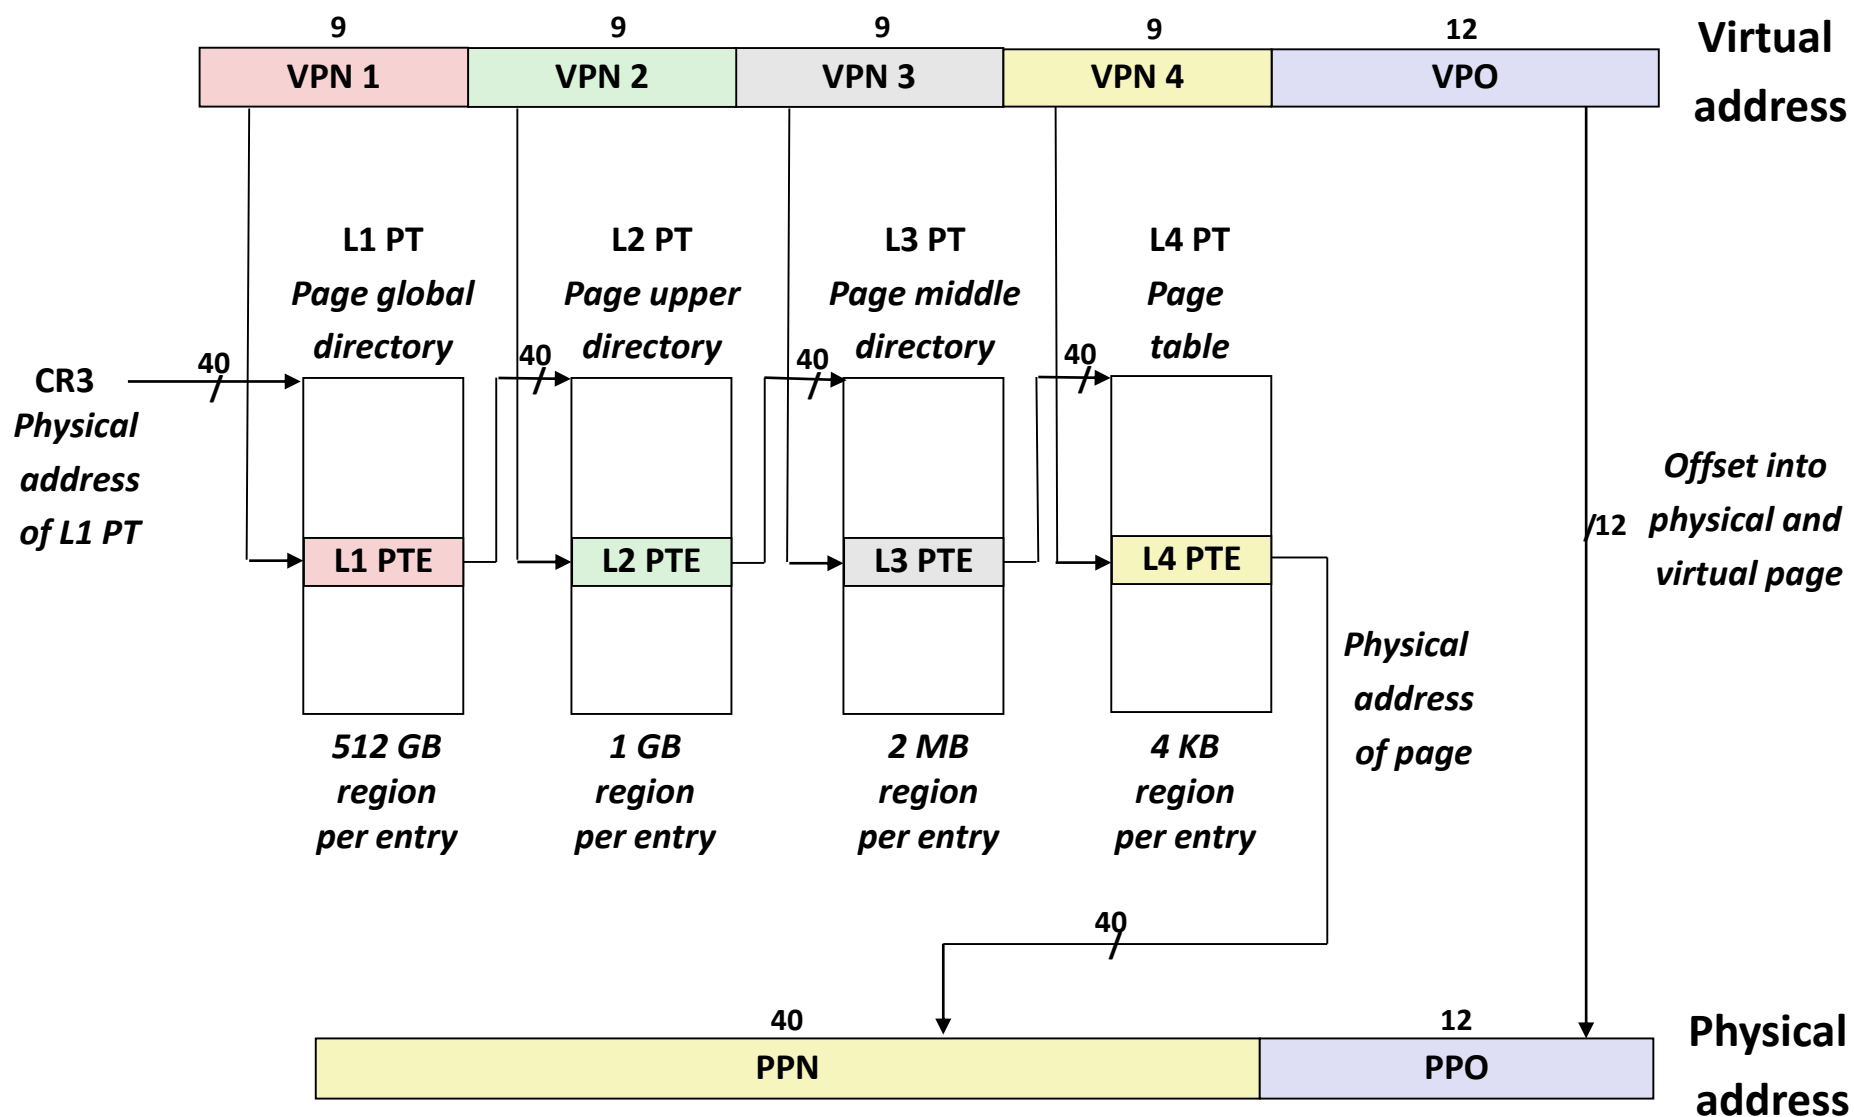 9 9 9 9 12
VPN 1 VPN 2 VPN 3 VPN 4 VPO
Virtual
address
L1 PT
Page global
directory
L2 PT
Page upper
directory
L3 PT
Page middle
directory
L4 PT
Page
table
40 40 40 40
CR3
Physical
address
of L1 PT
L1 PTE L2 PTE L3 PTE L4 PTE
/12
Offset into
physical and
virtual page
Physical
address
of page
512 GB
region
per entry
1 GB
region
per entry
2 MB
region
per entry
4 KB
region
per entry
40
40 12
PPN PPO
Physical
address